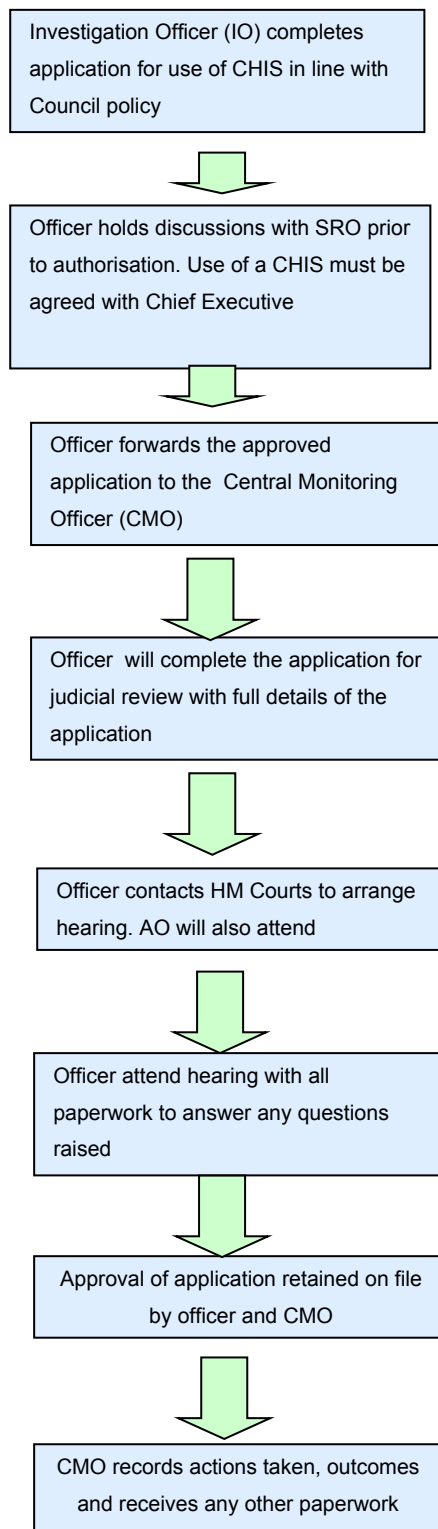 Investigation Officer (IO) completes
application for use of CHIS in line with
Council policy
Officer holds discussions with SRO prior
to authorisation. Use of a CHIS must be
agreed with Chief Executive
Officer forwards the approved
application to the Central Monitoring
Officer (CMO)
Officer will complete the application for
judicial review with full details of the
application
Officer contacts HM Courts to arrange
hearing. AO will also attend
Officer attend hearing with all
paperwork to answer any questions
raised
Approval of application retained on file
by officer and CMO
CMO records actions taken, outcomes
and receives any other paperwork